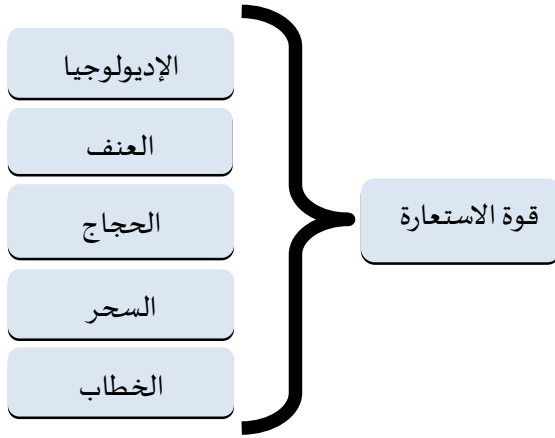 قوة الاستعارة
الإديولوجيا
العنف
الحجاج
السحر
الخطاب